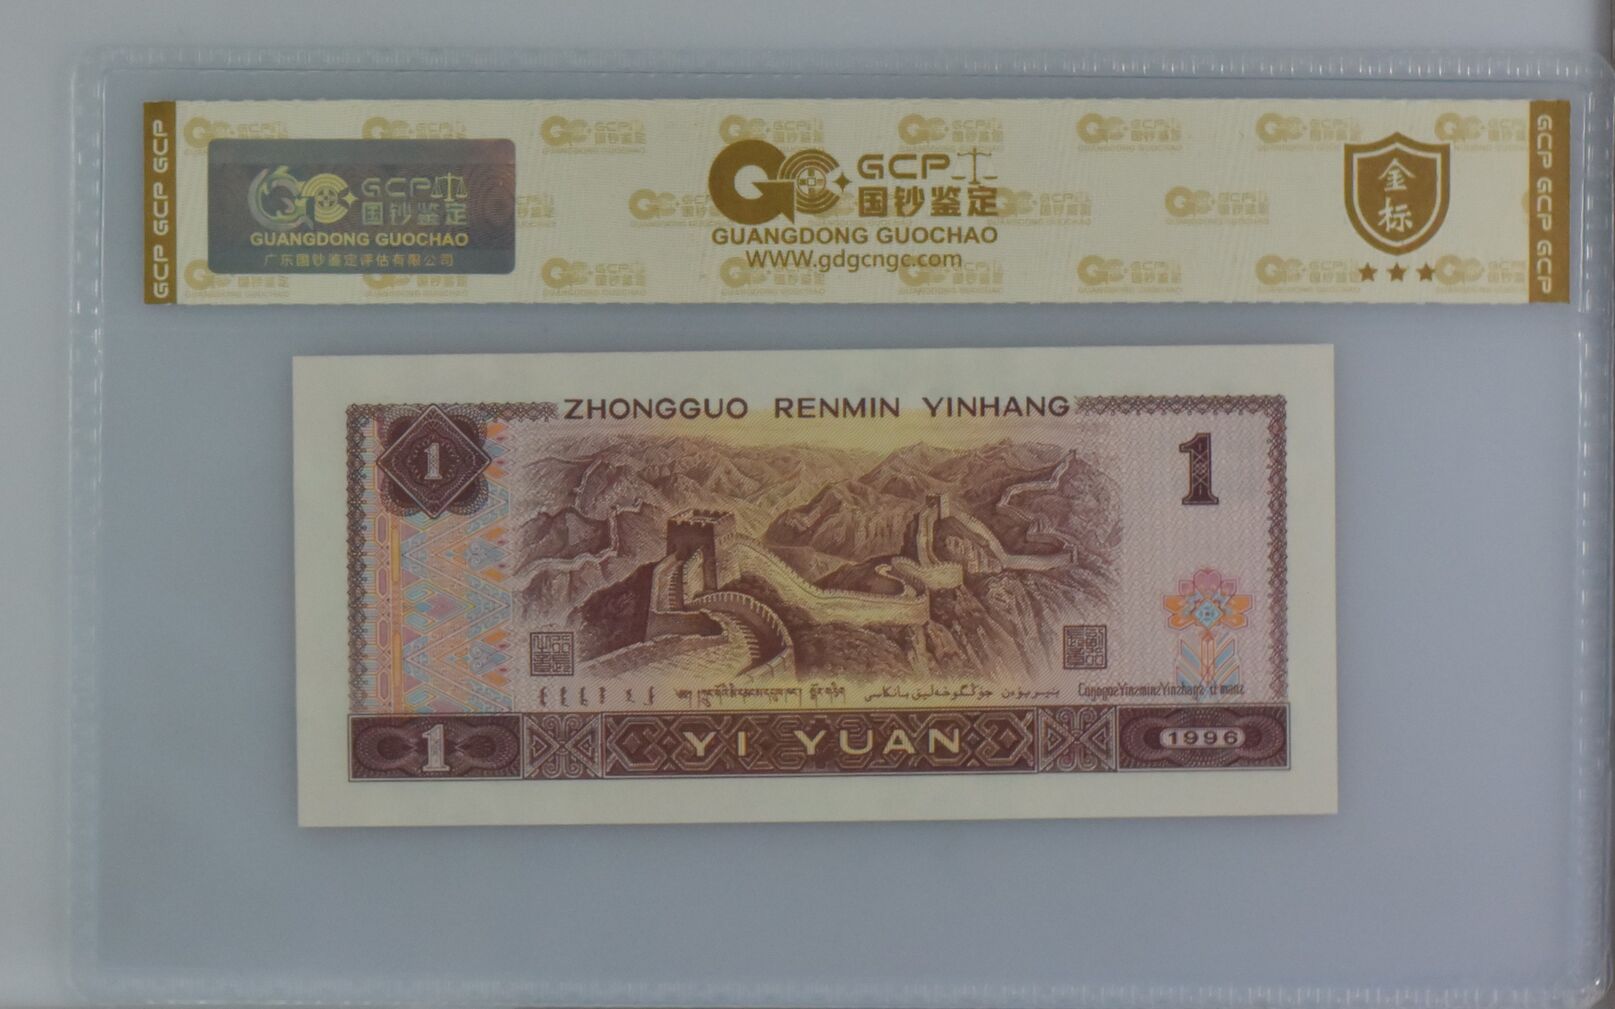 GCP GCP GCP
GCP
国钞鉴定
GUANGDONG GUOCHAO
广东国钞鉴定评估有限公司
GCP
国钞鉴定
GUANGDONG GUOCHAO
WWW.gdgcngc.com
金标
GCP GCP GCP
ZHONGGUO RENMIN YINHANG
1
1
YI YUAN
1
1996